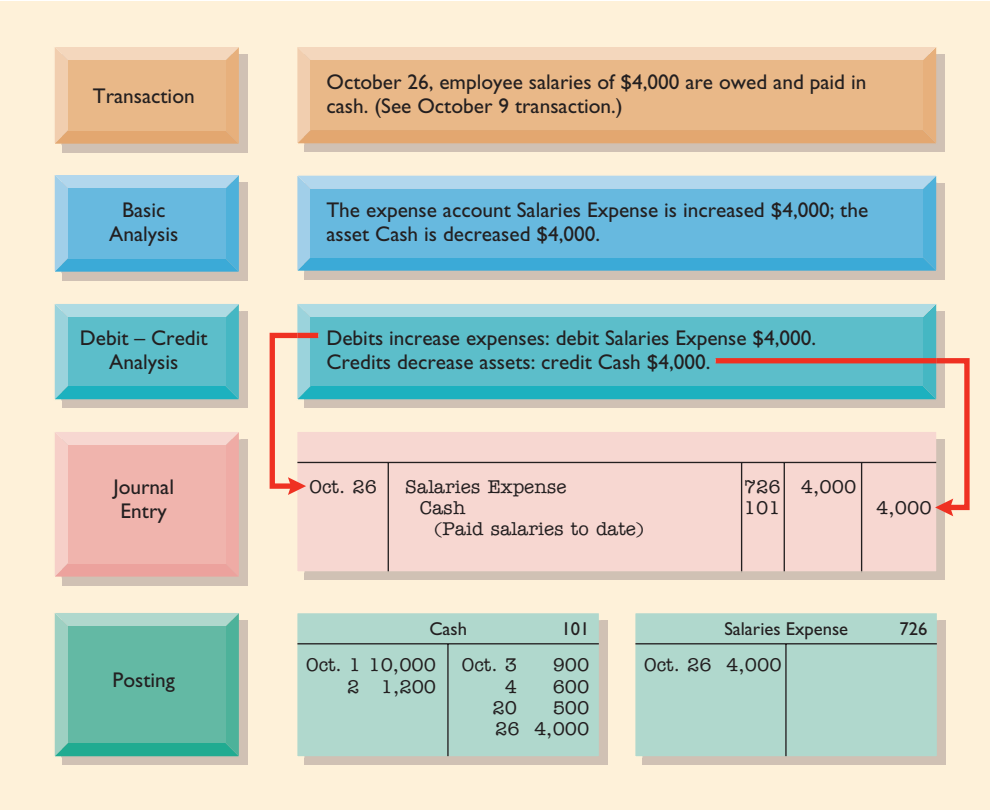 Transaction
October 26, employee salaries of $4,000 are owed and paid in
cash. (See October 9 transaction.)
Basic
Analysis
The expense account Salaries Expense is increased $4,000; the
asset Cash is decreased $4,000.
Debit – Credit
Analysis
Debits increase expenses: debit Salaries Expense $4,000.
Credits decrease assets: credit Cash $4,000.
Journal
Entry
Oct. 26 Salaries Expense 726 4,000
Cash 101 4,000
(Paid salaries to date)
Posting
Cash 101
Oct. 1 10,000 Oct. 3 900
2 1,200 4 600
20 500
26 4,000
Salaries Expense 726
Oct. 26 4,000